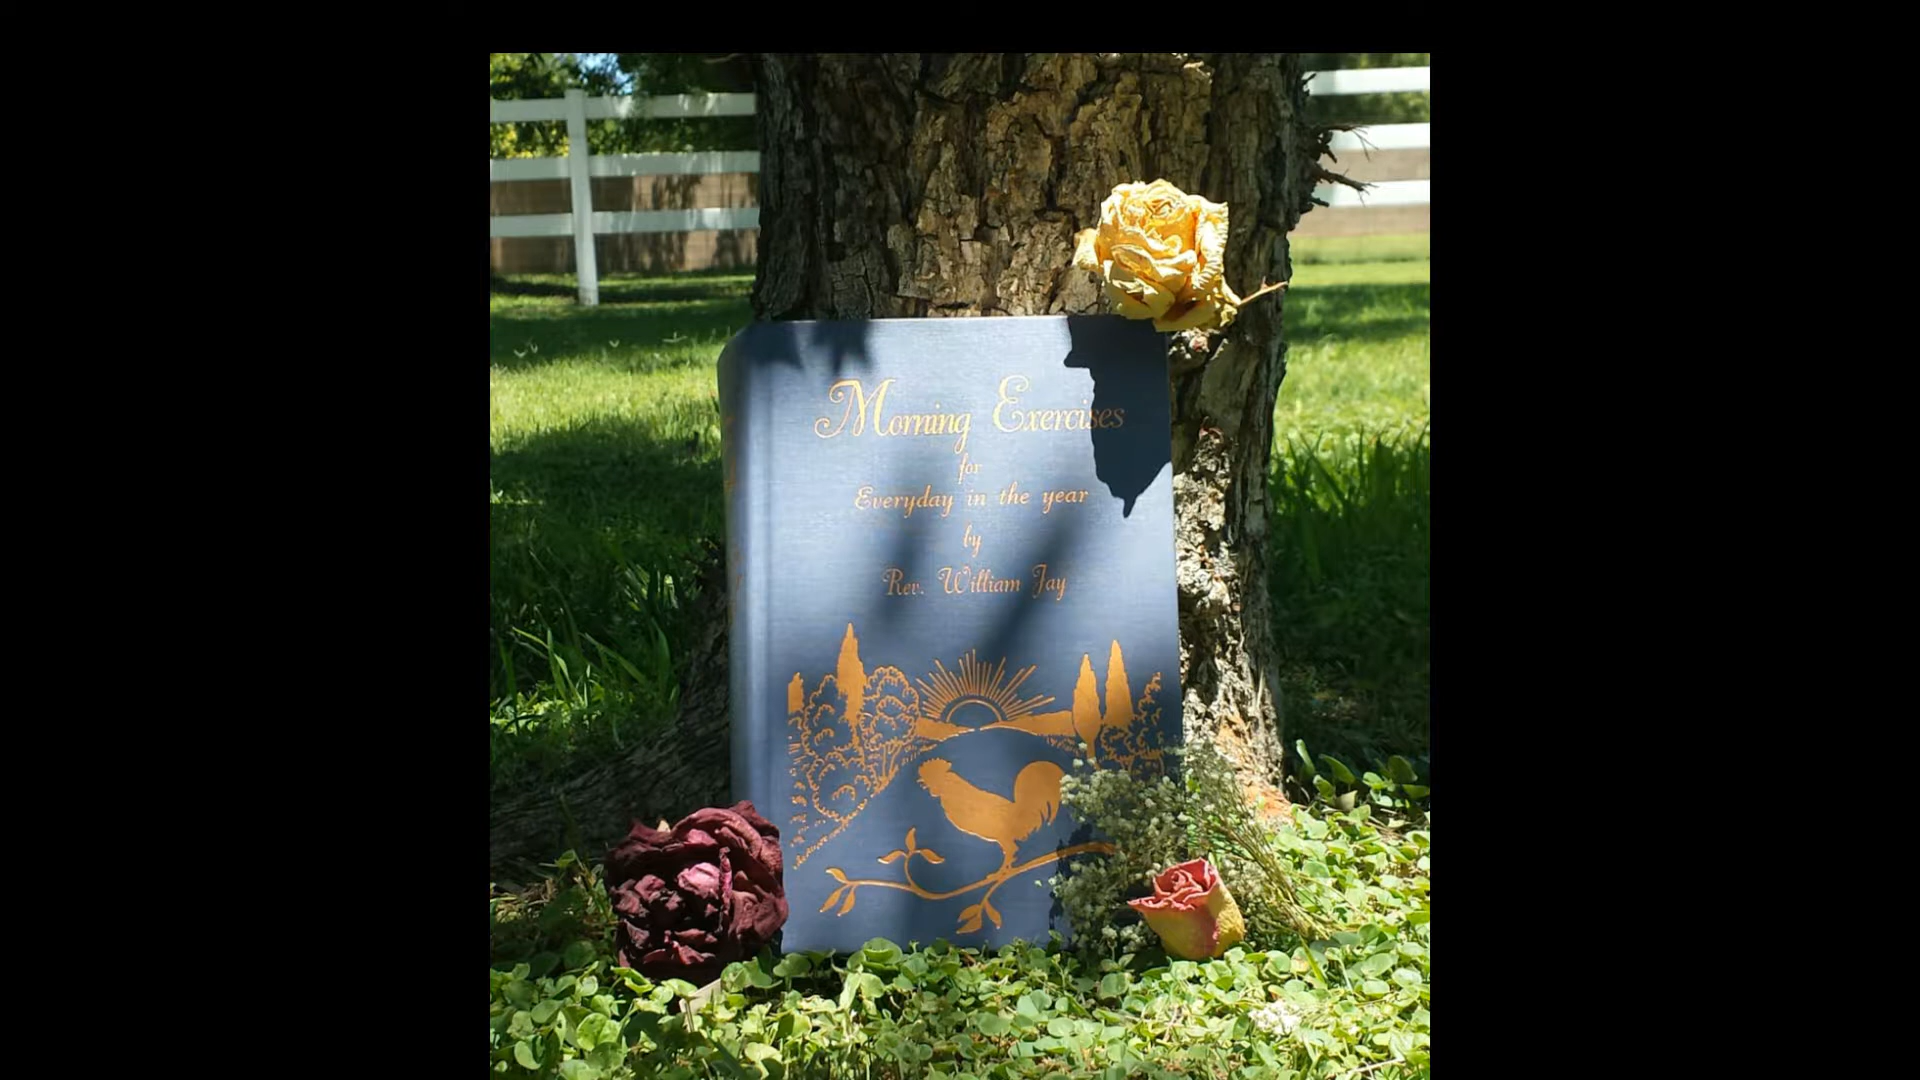 Morning Exercises
for
Everyday in the year
by
Rev. William Jay